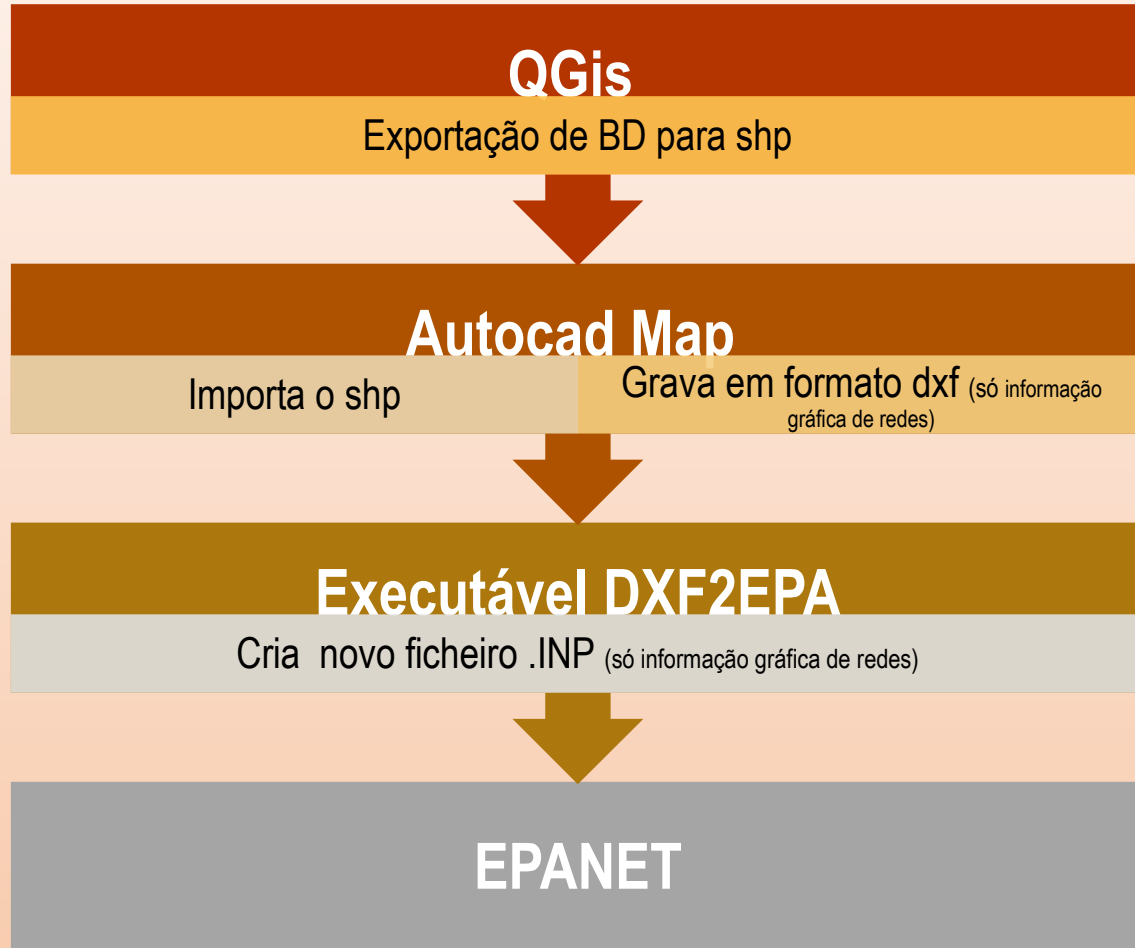 QGis
Exportação de BD para shp
Autocad Map
Importa o shp
Grava em formato dxf (só informação
gráfica de redes)
Executável DXF2EPA
Cria novo ficheiro .INP (só informação gráfica de redes)
EPANET